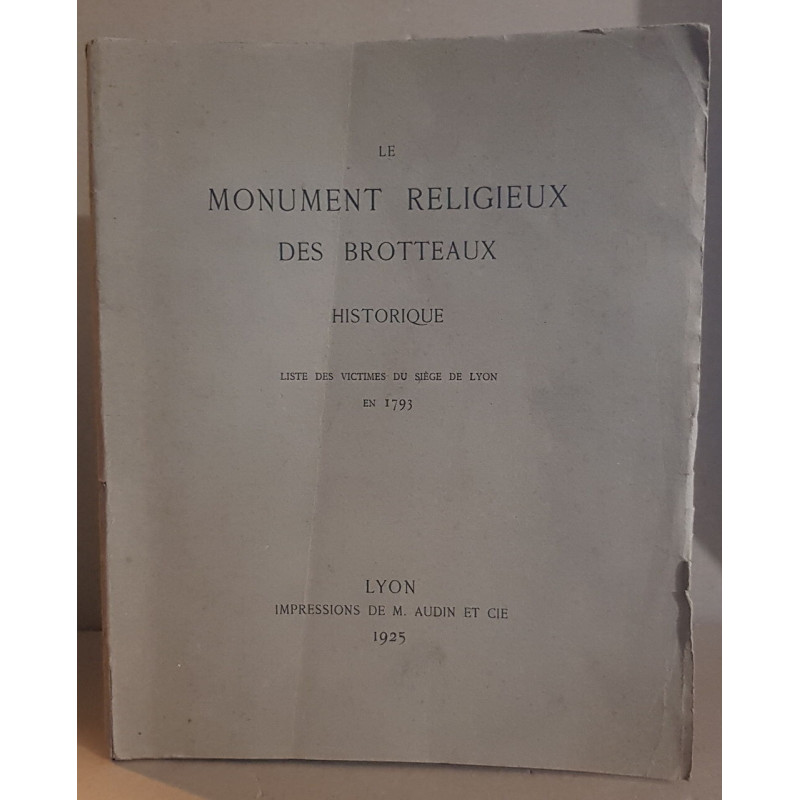 LE
MONUMENT RELIGIEUX
DES BROTTEAUX
HISTORIQUE
LISTE DES VICTIMES DU SIÈGE DE LYON
EN 1793
LYON
IMPRESSIONS DE M. AUDIN ET CIE
1925